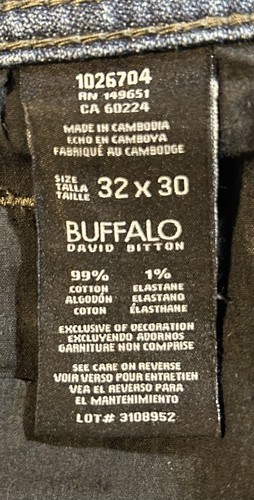 1026704
RN 149651
CA 60224
MADE IN CAMBODIA
ECHO EN CAMBOYA
FABRIQUÉ AU CAMBODGE
SIZE
TALLA
TAILLE
32 x 30
BUFFALO
DAVID BITTON
99% 1%
COTTON ELASTANE
ALGODÓN ELASTANO
COTON ÉLASTHANE
EXCLUSIVE OF DECORATION
EXCLUYENDO ADORNOS
GARNITURE NON COMPRISE
SEE CARE ON REVERSE
VOIR VERSO POUR ENTRETIEN
VEA EL REVERSO PARA
EL MANTENIMIENTO
LOT# 3108952